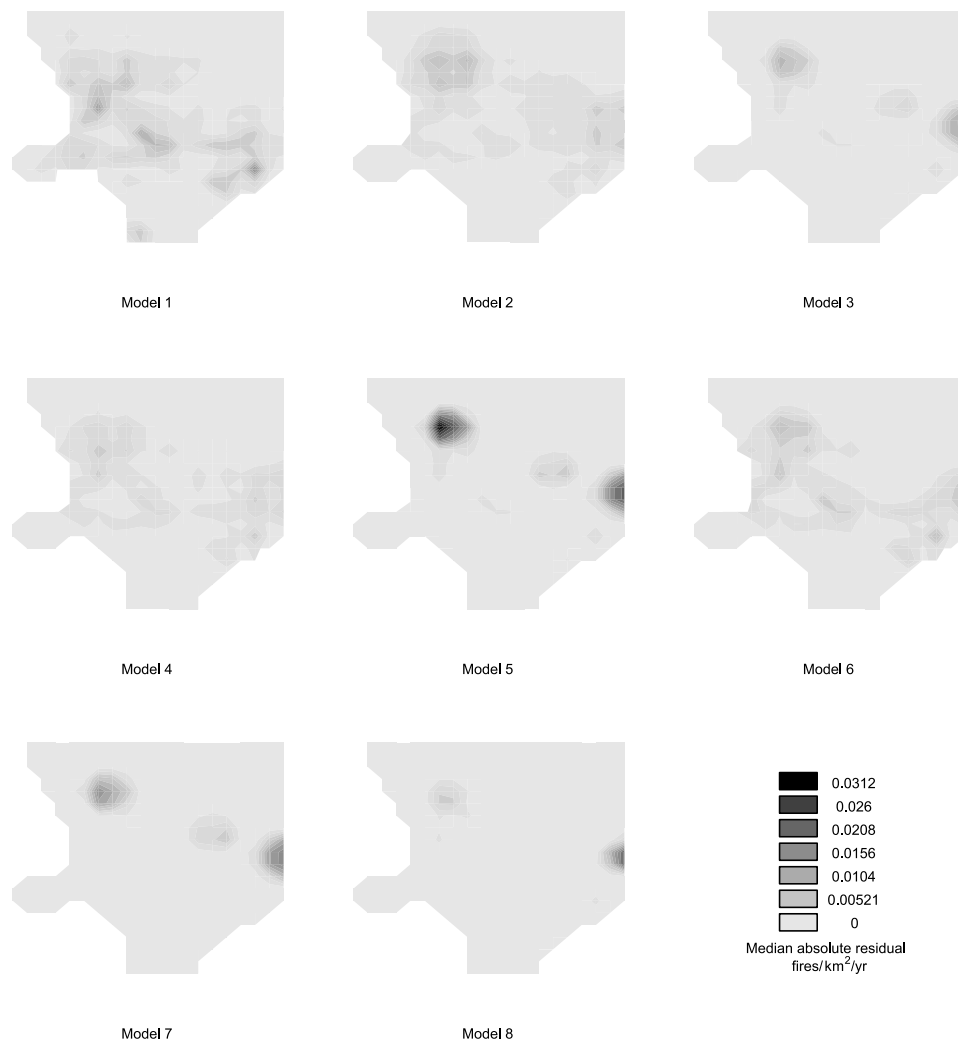 Model 1
Model 2
Model 3
Model 4
Model 5
Model 6
0.0312
0.026
0.0208
0.0156
0.0104
0.00521
0
Median absolute residual
fires/km²/yr
Model 7
Model 8